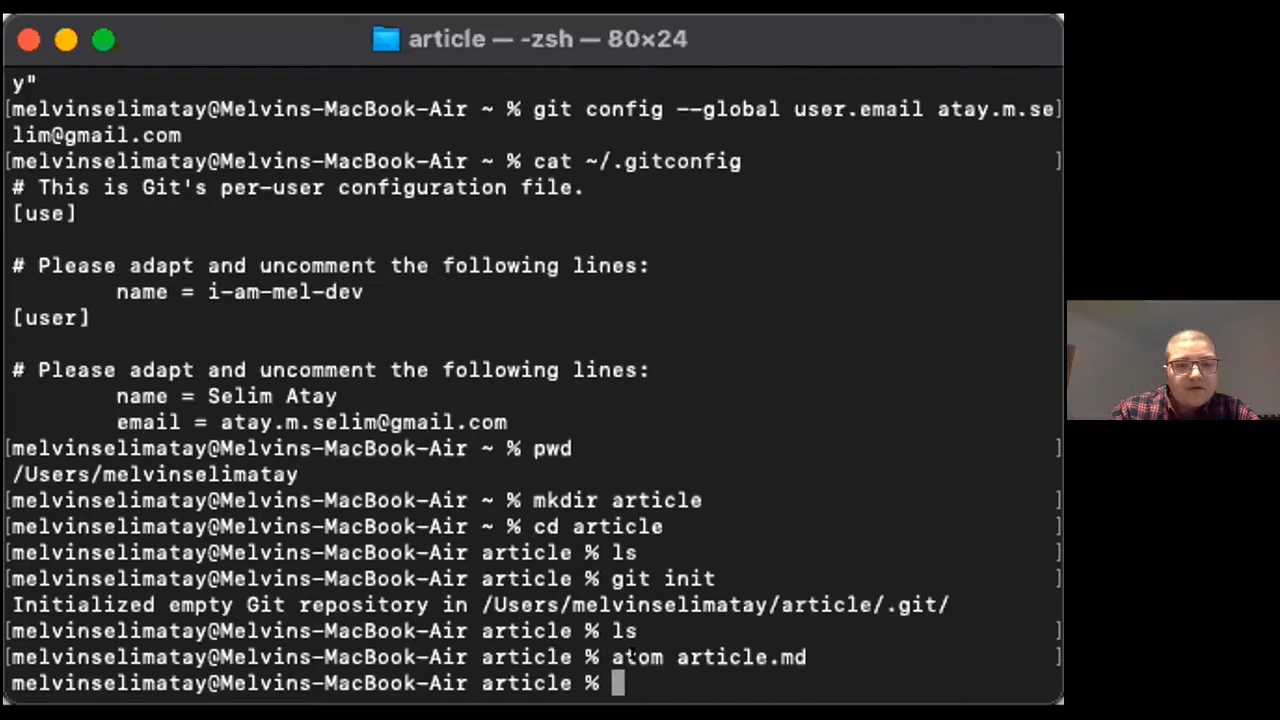 article — -zsh — 80×24
y"
[melvinselimatay@Melvins-MacBook-Air ~ % git config --global user.email atay.m.se]
lim@gmail.com
[melvinselimatay@Melvins-MacBook-Air ~ % cat ~/.gitconfig ]
# This is Git's per-user configuration file.
[use]
# Please adapt and uncomment the following lines:
name = i-am-mel-dev
[user]
# Please adapt and uncomment the following lines:
name = Selim Atay
email = atay.m.selim@gmail.com
[melvinselimatay@Melvins-MacBook-Air ~ % pwd ]
/Users/melvinselimatay
[melvinselimatay@Melvins-MacBook-Air ~ % mkdir article ]
[melvinselimatay@Melvins-MacBook-Air ~ % cd article ]
[melvinselimatay@Melvins-MacBook-Air article % ls ]
[melvinselimatay@Melvins-MacBook-Air article % git init ]
Initialized empty Git repository in /Users/melvinselimatay/article/.git/
[melvinselimatay@Melvins-MacBook-Air article % ls ]
[melvinselimatay@Melvins-MacBook-Air article % atom article.md ]
melvinselimatay@Melvins-MacBook-Air article %